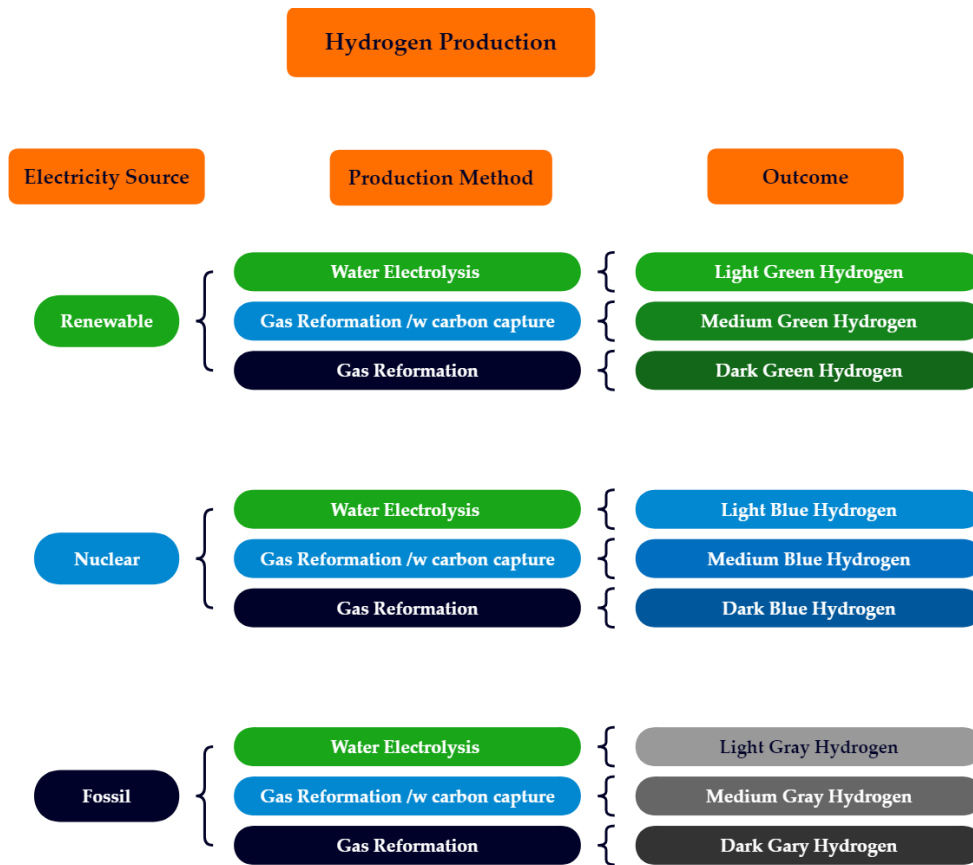 Hydrogen Production
Electricity Source
Production Method
Outcome
Water Electrolysis
Light Green Hydrogen
Renewable
Gas Reformation /w carbon capture
Medium Green Hydrogen
Gas Reformation
Dark Green Hydrogen
Water Electrolysis
Light Blue Hydrogen
Nuclear
Gas Reformation /w carbon capture
Medium Blue Hydrogen
Gas Reformation
Dark Blue Hydrogen
Water Electrolysis
Light Gray Hydrogen
Fossil
Gas Reformation /w carbon capture
Medium Gray Hydrogen
Gas Reformation
Dark Gary Hydrogen